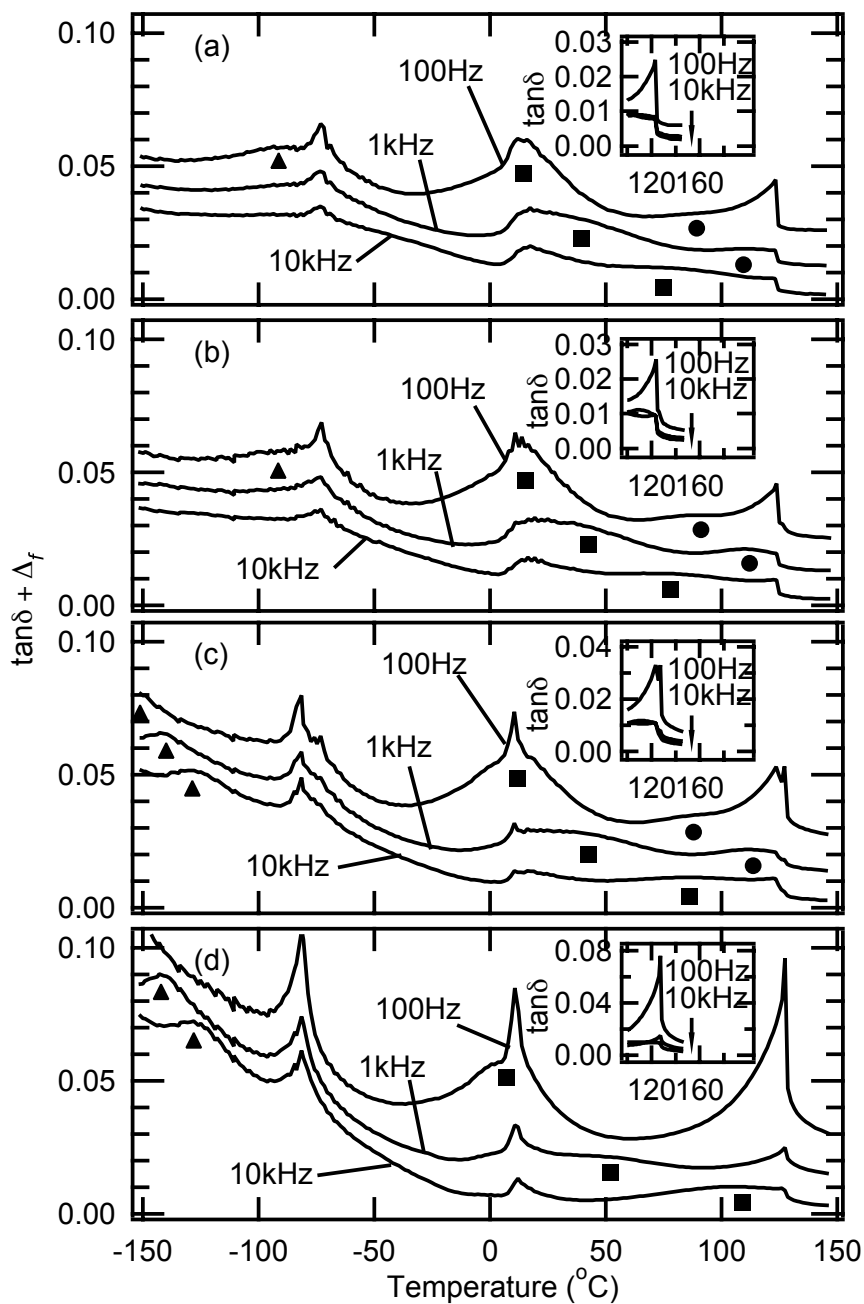 0.10
(a)
100Hz
0.05
1kHz
10kHz
0.00
tanδ
0.03
0.02
0.01
0.00
100Hz
10kHz
120160
0.10
(b)
100Hz
0.05
1kHz
10kHz
0.00
tanδ
0.03
0.02
0.01
0.00
100Hz
10kHz
120160
tanδ + Δf
0.10
(c)
100Hz
0.05
1kHz
10kHz
0.00
tanδ
0.04
0.02
0.00
100Hz
10kHz
120160
0.10
(d)
100Hz
0.05
1kHz
10kHz
0.00
tanδ
0.08
0.04
0.00
100Hz
10kHz
120160
-150 -100 -50 0 50 100 150
Temperature (°C)